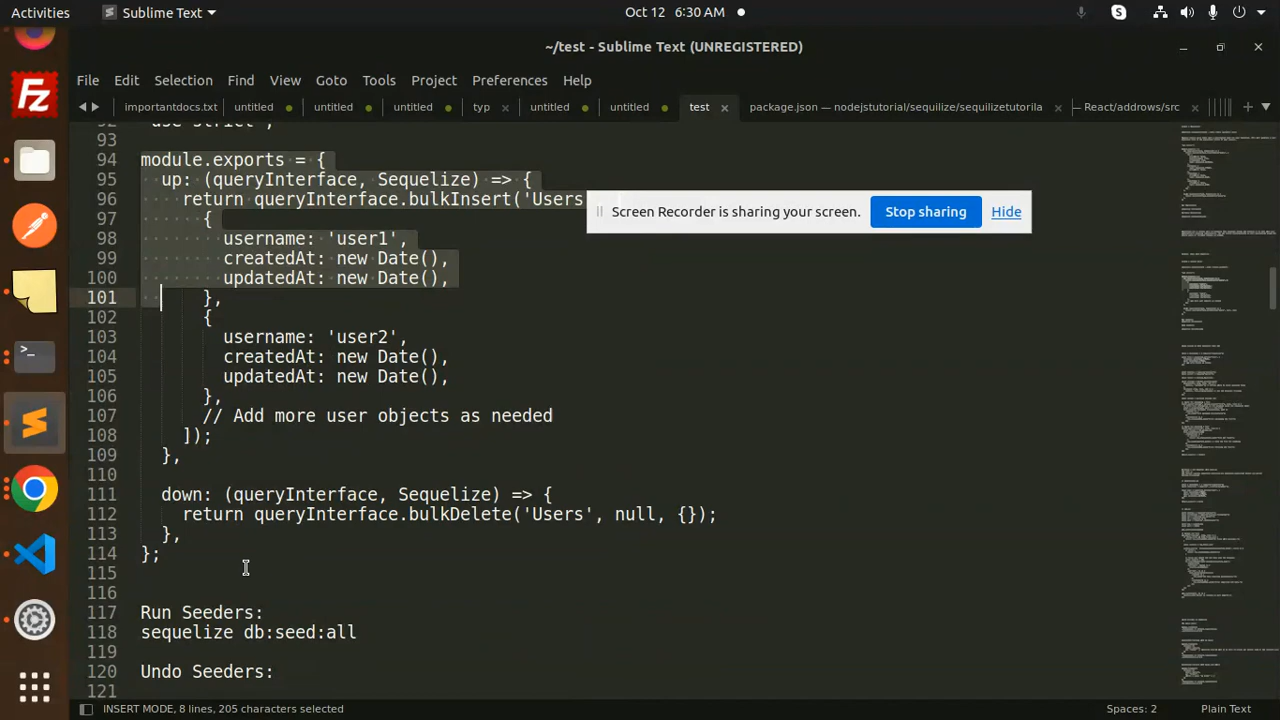 Activities
Sublime Text
Oct 12 6:30 AM
~/test - Sublime Text (UNREGISTERED)
File Edit Selection Find View Goto Tools Project Preferences Help
importantdocs.txt untitled untitled untitled typ untitled untitled test package.json — nodejstutorial/sequilize/sequilizetutorila — React/addrows/src
92 'use strict';
93
94 module.exports = {
95 up: (queryInterface, Sequelize) => {
96 return queryInterface.bulkInsert('Users
97 {
98 username: 'user1',
99 createdAt: new Date(),
100 updatedAt: new Date(),
101 },
102 {
103 username: 'user2',
104 createdAt: new Date(),
105 updatedAt: new Date(),
106 },
107 // Add more user objects as needed
108 ]);
109 },
110
111 down: (queryInterface, Sequelize) => {
112 return queryInterface.bulkDelete('Users', null, {});
113 },
114 };
115
116
117 Run Seeders:
118 sequelize db:seed:all
119
120 Undo Seeders:
121
Screen Recorder is sharing your screen. Stop sharing Hide
INSERT MODE, 8 lines, 205 characters selected
Spaces: 2
Plain Text